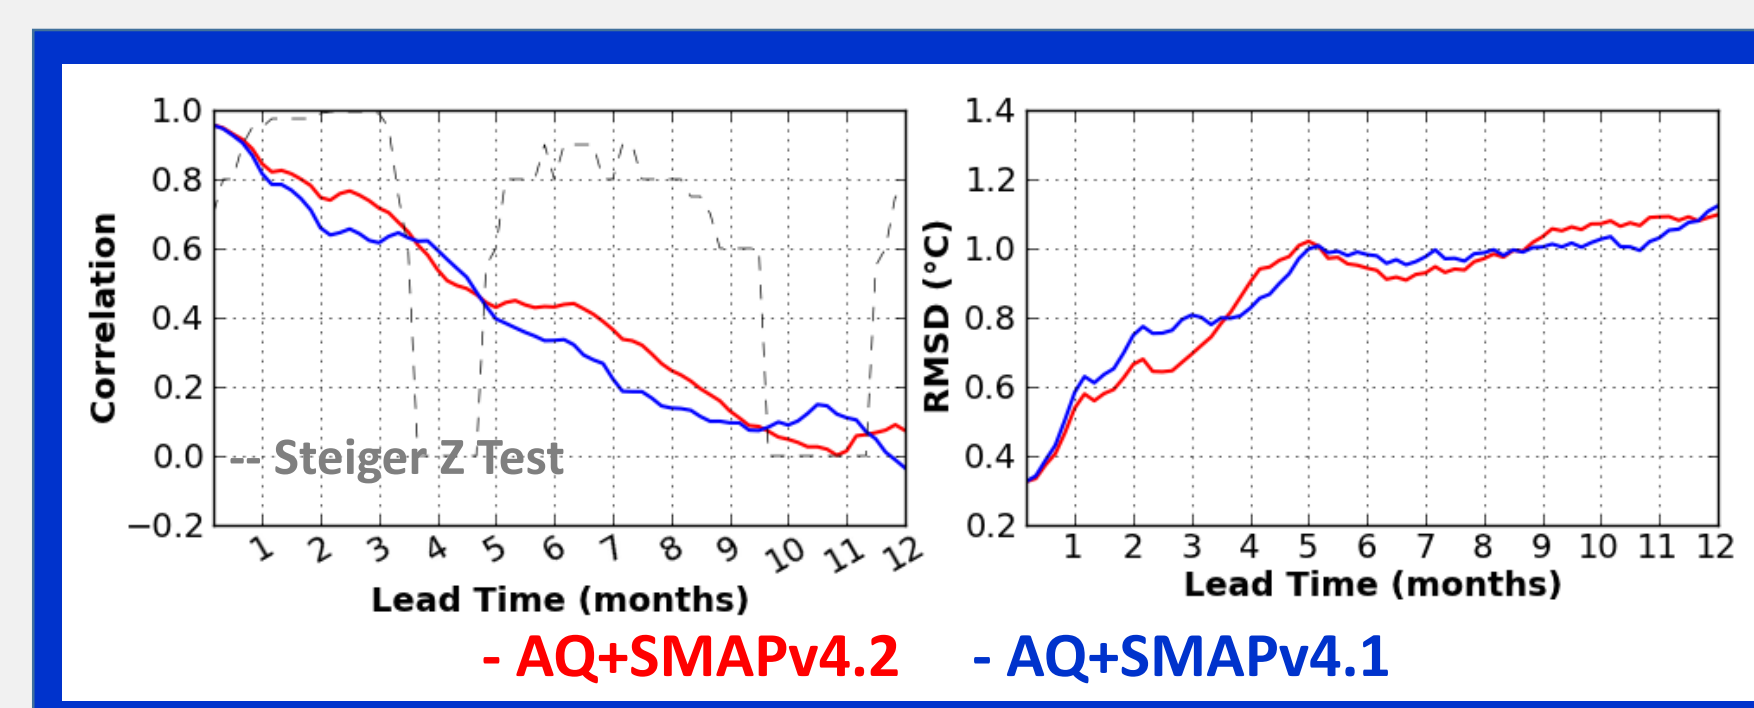 1.0
0.8
0.6
0.4
0.2
0.0
−0.2
Correlation
-- Steiger Z Test
1 2 3 4 5 6 7 8 9 10 11 12
Lead Time (months)
1.4
1.2
1.0
0.8
0.6
0.4
0.2
RMSD (°C)
1 2 3 4 5 6 7 8 9 10 11 12
Lead Time (months)
- AQ+SMAPv4.2 - AQ+SMAPv4.1